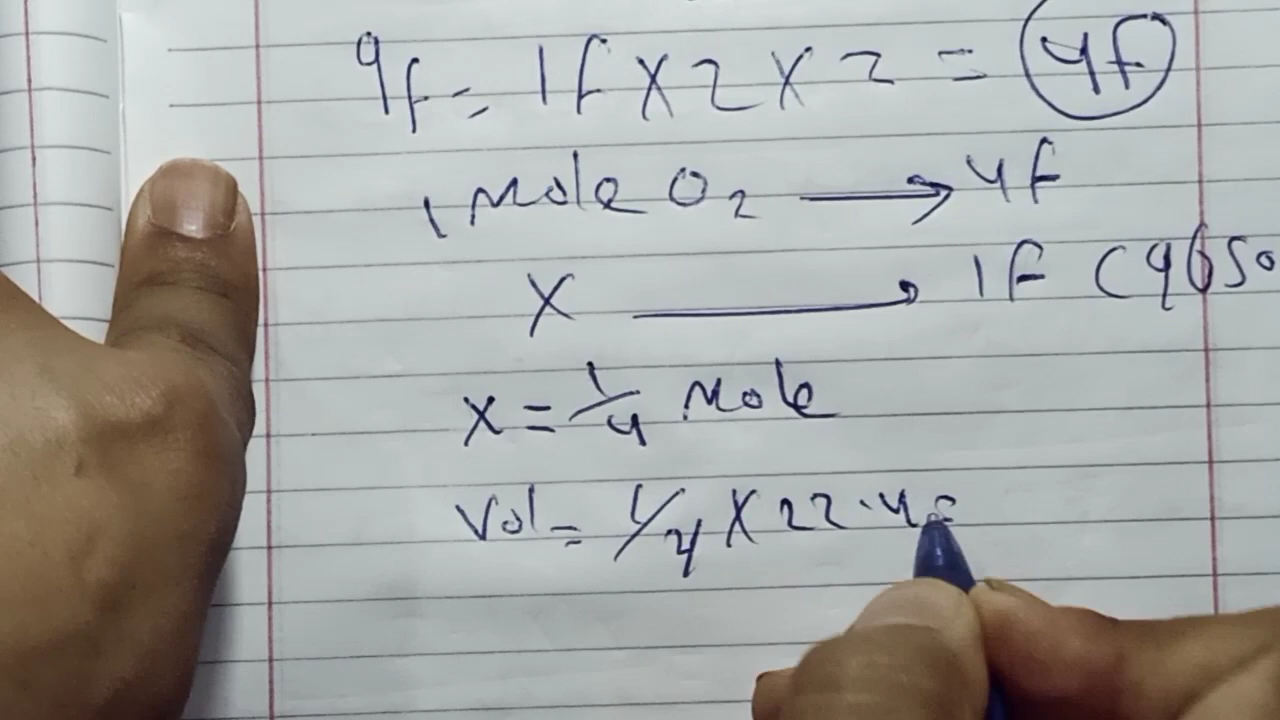 qf = 1f X 2 X 2 = 4F
1 Mole O2 → 4F
X → 1F (9650
X = 1/4 Mole
Vol = 1/4 X 22.4